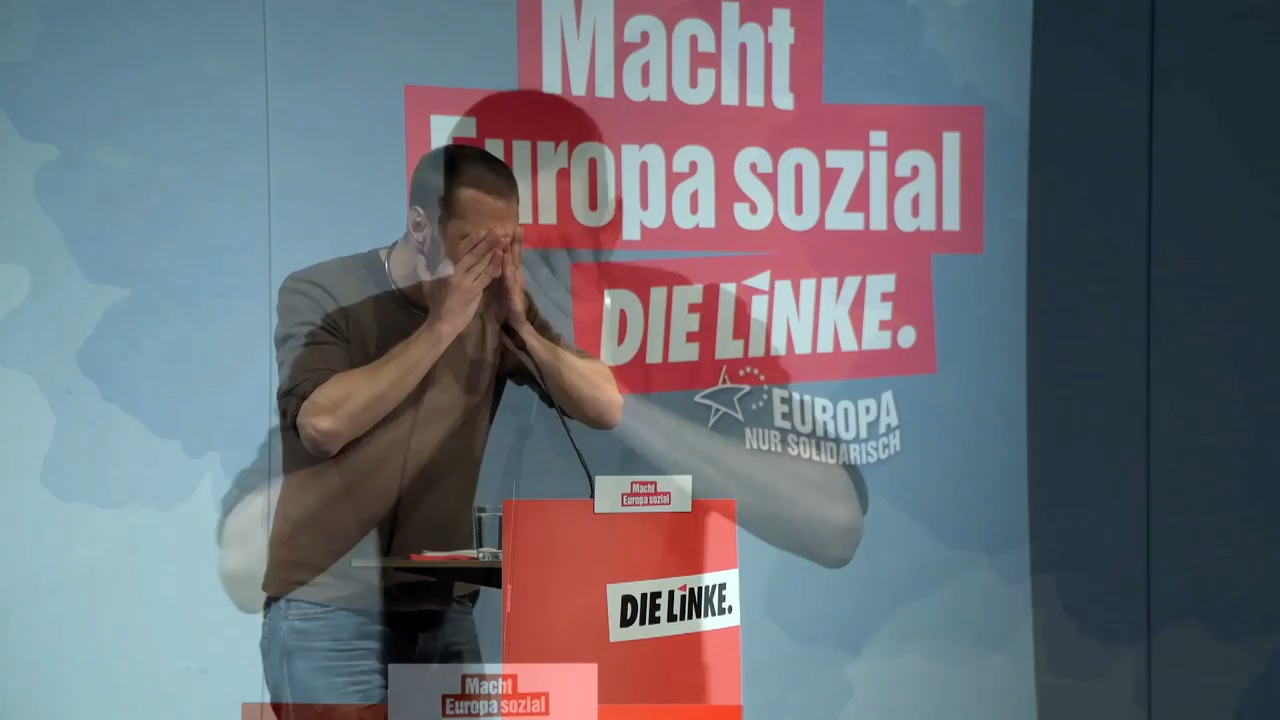 Macht
Europa sozial
DIE LINKE.
EUROPA
NUR SOLIDARISCH
Macht
Europa sozial
DIE LINKE.
Macht
Europa sozial